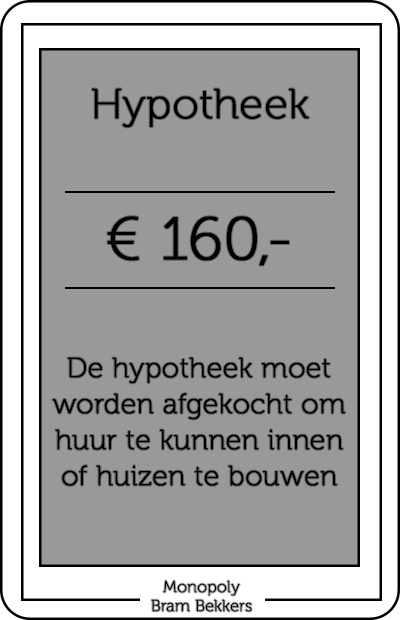 Hypotheek
€ 160,-
De hypotheek moet
worden afgekocht om
huur te kunnen innen
of huizen te bouwen
Monopoly
Bram Bekkers